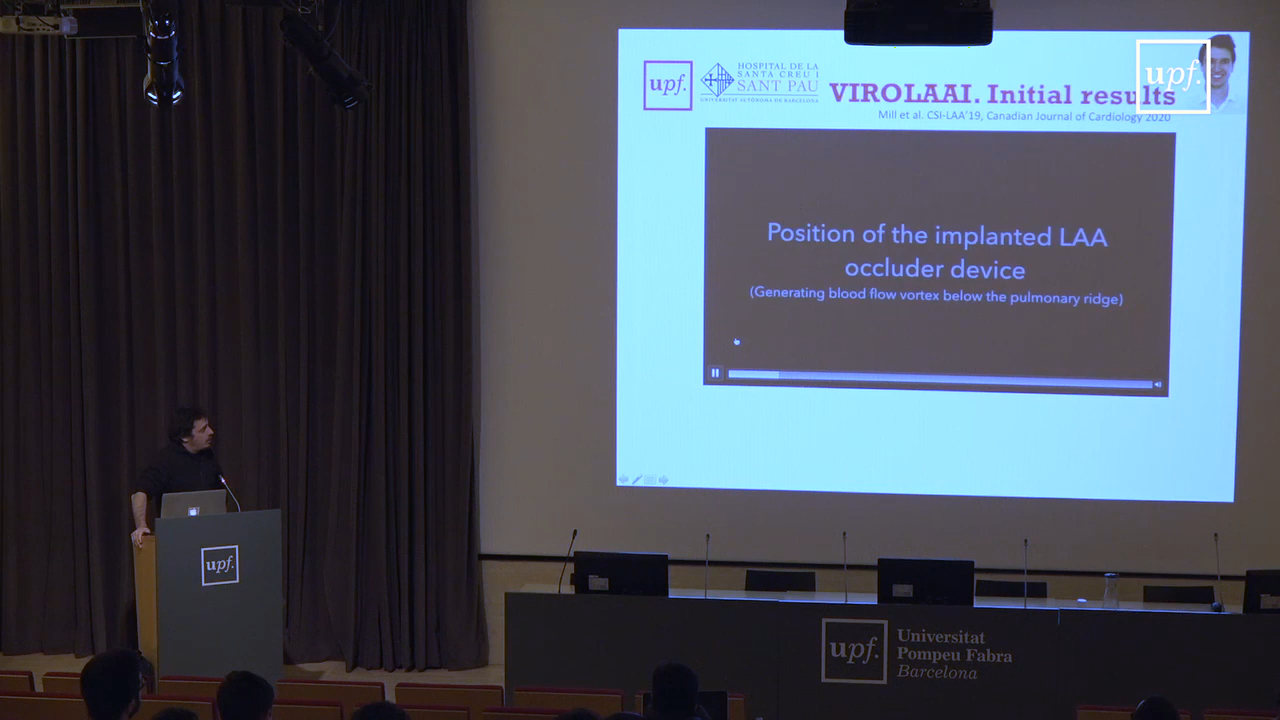 upf.
HOSPITAL DE LA
SANTA CREU I
SANT PAU
UNIVERSITAT AUTÒNOMA DE BARCELONA
VIROLAAI. Initial results
upf.
Mill et al. CSI-LAA'19, Canadian Journal of Cardiology 2020
Position of the implanted LAA
occluder device
(Generating blood flow vortex below the pulmonary ridge)
upf.
upf.
Universitat
Pompeu Fabra
Barcelona